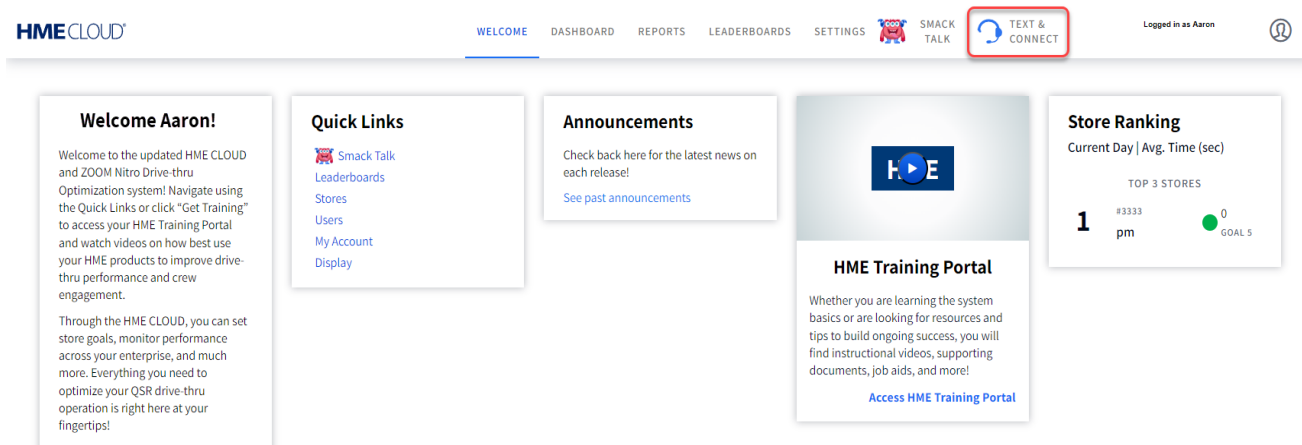 HME CLOUD®
WELCOME
DASHBOARD
REPORTS
LEADERBOARDS
SETTINGS
SMACK
TALK
TEXT &
CONNECT
Logged in as Aaron
Welcome Aaron!
Welcome to the updated HME CLOUD
and ZOOM Nitro Drive-thru
Optimization system! Navigate using
the Quick Links or click “Get Training”
to access your HME Training Portal
and watch videos on how best use
your HME products to improve drive-
thru performance and crew
engagement.
Through the HME CLOUD, you can set
store goals, monitor performance
across your enterprise, and much
more. Everything you need to
optimize your QSR drive-thru
operation is right here at your
fingertips!
Quick Links
Smack Talk
Leaderboards
Stores
Users
My Account
Display
Announcements
Check back here for the latest news on
each release!
See past announcements
HME
HME Training Portal
Whether you are learning the system
basics or are looking for resources and
tips to build ongoing success, you will
find instructional videos, supporting
documents, job aids, and more!
Access HME Training Portal
Store Ranking
Current Day | Avg. Time (sec)
TOP 3 STORES
1
#3333
pm
0
GOAL 5